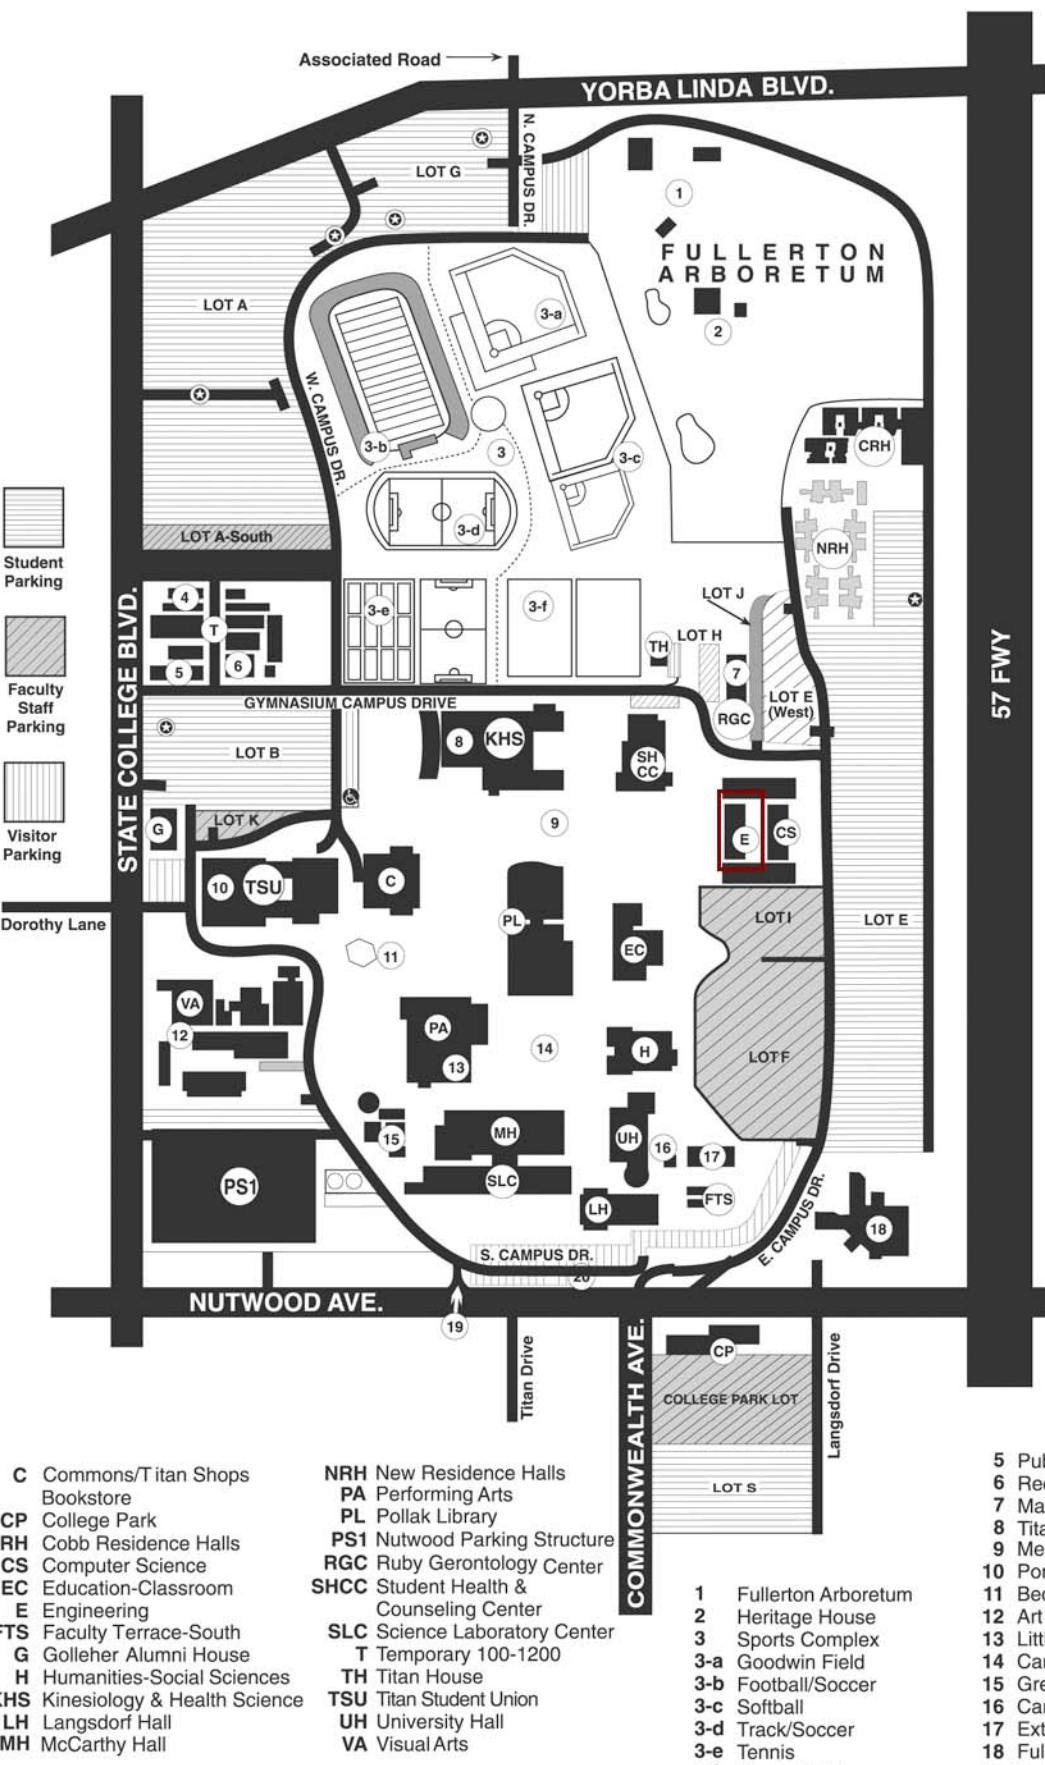 Associated Road
YORBA LINDA BLVD.
N. CAMPUS DR.
LOT G
1
FULLERTON
ARBORETUM
LOT A
3-a
2
W. CAMPUS DR.
3-b
3
3-c
CRH
3-d
LOT A-South
NRH
Student
Parking
STATE COLLEGE BLVD.
57 FWY
4
T
5
6
3-e
3-f
LOT J
TH
LOT H
7
RGC
LOT E
(West)
Faculty
Staff
Parking
GYMNASIUM CAMPUS DRIVE
LOT B
8
KHS
SH
CC
Visitor
Parking
G
LOT K
9
E
CS
10
TSU
C
Dorothy Lane
PL
LOT I
LOT E
EC
11
VA
12
PA
13
14
H
LOT F
15
MH
UH
16
17
PS1
SLC
FTS
LH
18
S. CAMPUS DR.
E. CAMPUS DR.
20
NUTWOOD AVE.
19
Titan Drive
COMMONWEALTH AVE.
CP
Langsdorf Drive
COLLEGE PARK LOT
LOT S
C Commons/Titan Shops
Bookstore
CP College Park
RH Cobb Residence Halls
CS Computer Science
EC Education-Classroom
E Engineering
FTS Faculty Terrace-South
G Golleher Alumni House
H Humanities-Social Sciences
KHS Kinesiology & Health Science
LH Langsdorf Hall
MH McCarthy Hall
NRH New Residence Halls
PA Performing Arts
PL Pollak Library
PS1 Nutwood Parking Structure
RGC Ruby Gerontology Center
SHCC Student Health &
Counseling Center
SLC Science Laboratory Center
T Temporary 100-1200
TH Titan House
TSU Titan Student Union
UH University Hall
VA Visual Arts
1 Fullerton Arboretum
2 Heritage House
3 Sports Complex
3-a Goodwin Field
3-b Football/Soccer
3-c Softball
3-d Track/Soccer
3-e Tennis
5
6
7
8
9
10
11
12 Art
13
14
15
16
17
18